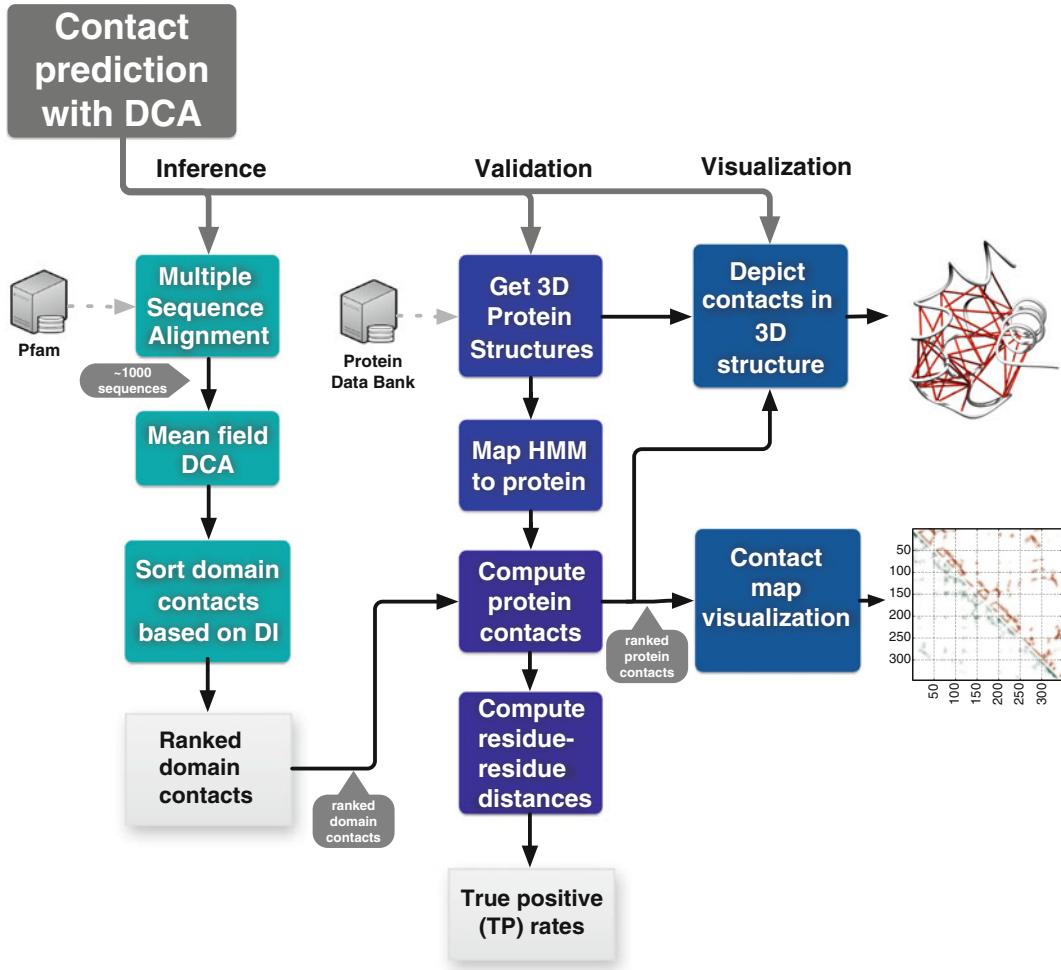 Contact
prediction
with DCA
Inference
Validation
Visualization
Multiple
Sequence
Alignment
Pfam
~1000
sequences
Mean field
DCA
Sort domain
contacts
based on DI
Ranked
domain
contacts
ranked
domain
contacts
Get 3D
Protein
Structures
Protein
Data Bank
Map HMM
to protein
Compute
protein
contacts
ranked
protein
contacts
Compute
residue-
residue
distances
True positive
(TP) rates
Depict
contacts in
3D
structure
Contact
map
visualization
50
100
150
200
250
300
50
100
150
200
250
300